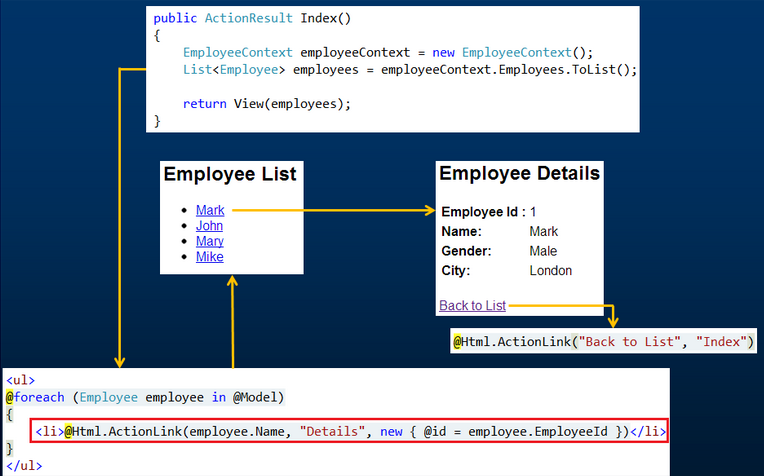 public ActionResult Index()
{
    EmployeeContext employeeContext = new EmployeeContext();
    List<Employee> employees = employeeContext.Employees.ToList();
    return View(employees);
}
Employee List
• Mark
• John
• Mary
• Mike
Employee Details
Employee Id : 1
Name: Mark
Gender: Male
City: London
Back to List
@Html.ActionLink("Back to List", "Index")
<ul>
@foreach (Employee employee in @Model)
{
    <li>@Html.ActionLink(employee.Name, "Details", new { @id = employee.EmployeeId })</li>
}
</ul>